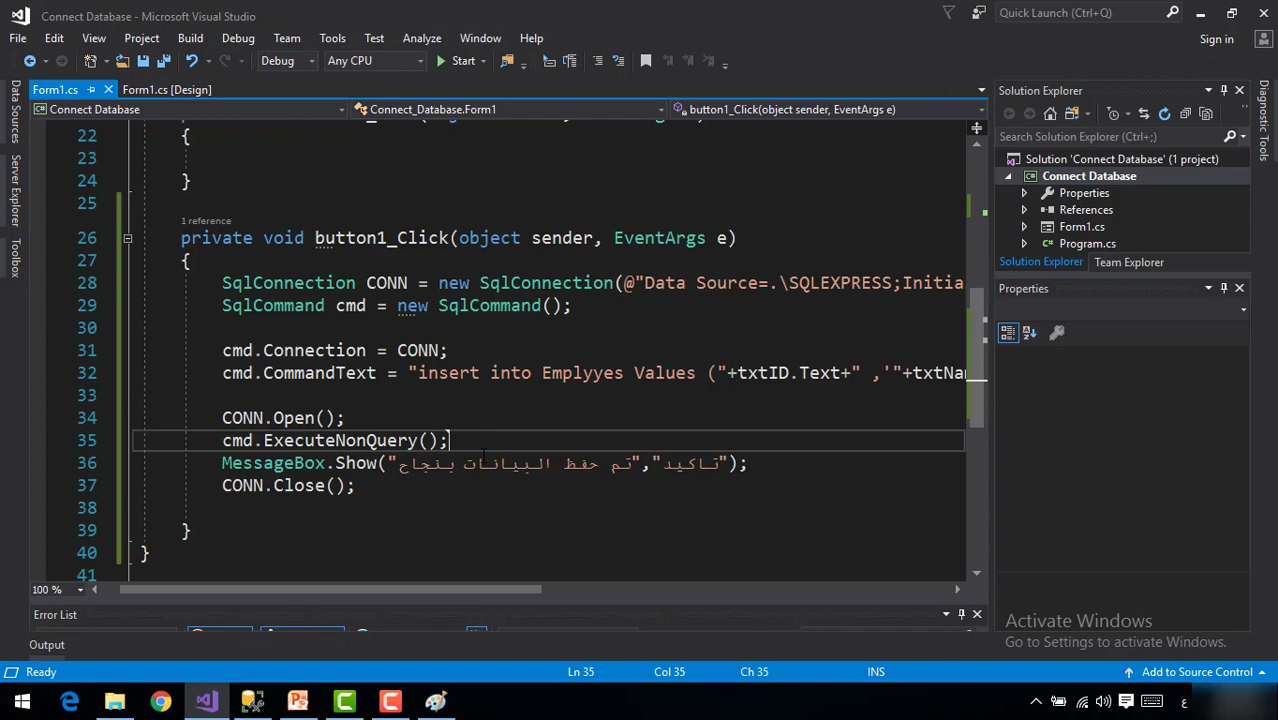 Connect Database - Microsoft Visual Studio
Quick Launch (Ctrl+Q)
File Edit View Project Build Debug Team Tools Test Analyze Window Help
Sign in
Debug Any CPU Start
Form1.cs Form1.cs [Design]
Connect Database Connect_Database.Form1 button1_Click(object sender, EventArgs e)
Data Sources
Server Explorer
Toolbox
22 {
23
24 }
25
1 reference
26 private void button1_Click(object sender, EventArgs e)
27 {
28 SqlConnection CONN = new SqlConnection(@"Data Source=.\SQLEXPRESS;Initia
29 SqlCommand cmd = new SqlCommand();
30
31 cmd.Connection = CONN;
32 cmd.CommandText = "insert into Emplyyes Values ("+txtID.Text+" ,'"+txtNa
33
34 CONN.Open();
35 cmd.ExecuteNonQuery();
36 MessageBox.Show("تم حفظ البيانات بنجاح","تاكيد");
37 CONN.Close();
38
39 }
40 }
41
100 %
Error List
Output
Solution Explorer
Search Solution Explorer (Ctrl+;)
Solution 'Connect Database' (1 project)
Connect Database
Properties
References
Form1.cs
Program.cs
Solution Explorer Team Explorer
Properties
Diagnostic Tools
Activate Windows
Go to Settings to activate Windows.
Ready Ln 35 Col 35 Ch 35 INS Add to Source Control
ع